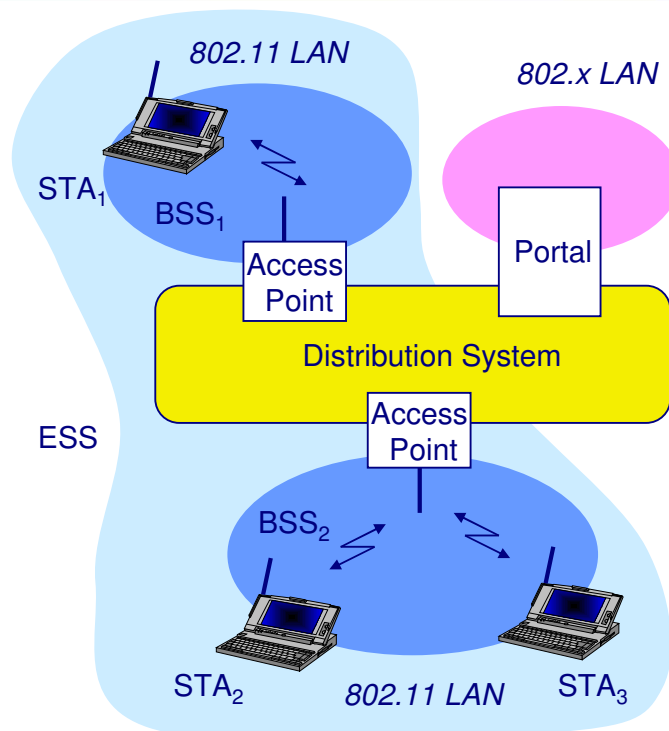 802.11 LAN
802.x LAN
STA₁
BSS₁
Access
Point
Portal
Distribution System
Access
Point
ESS
BSS₂
STA₂
802.11 LAN
STA₃